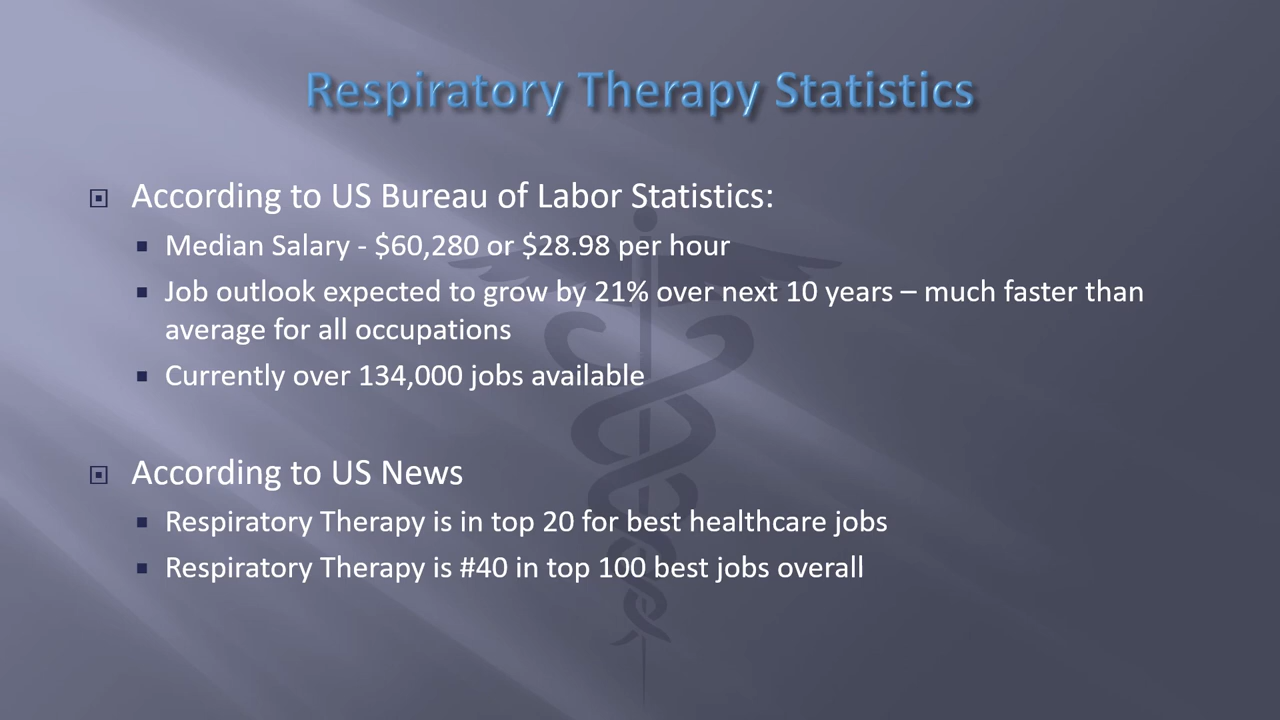 Respiratory Therapy Statistics
According to US Bureau of Labor Statistics:
Median Salary - $60,280 or $28.98 per hour
Job outlook expected to grow by 21% over next 10 years – much faster than
average for all occupations
Currently over 134,000 jobs available
According to US News
Respiratory Therapy is in top 20 for best healthcare jobs
Respiratory Therapy is #40 in top 100 best jobs overall